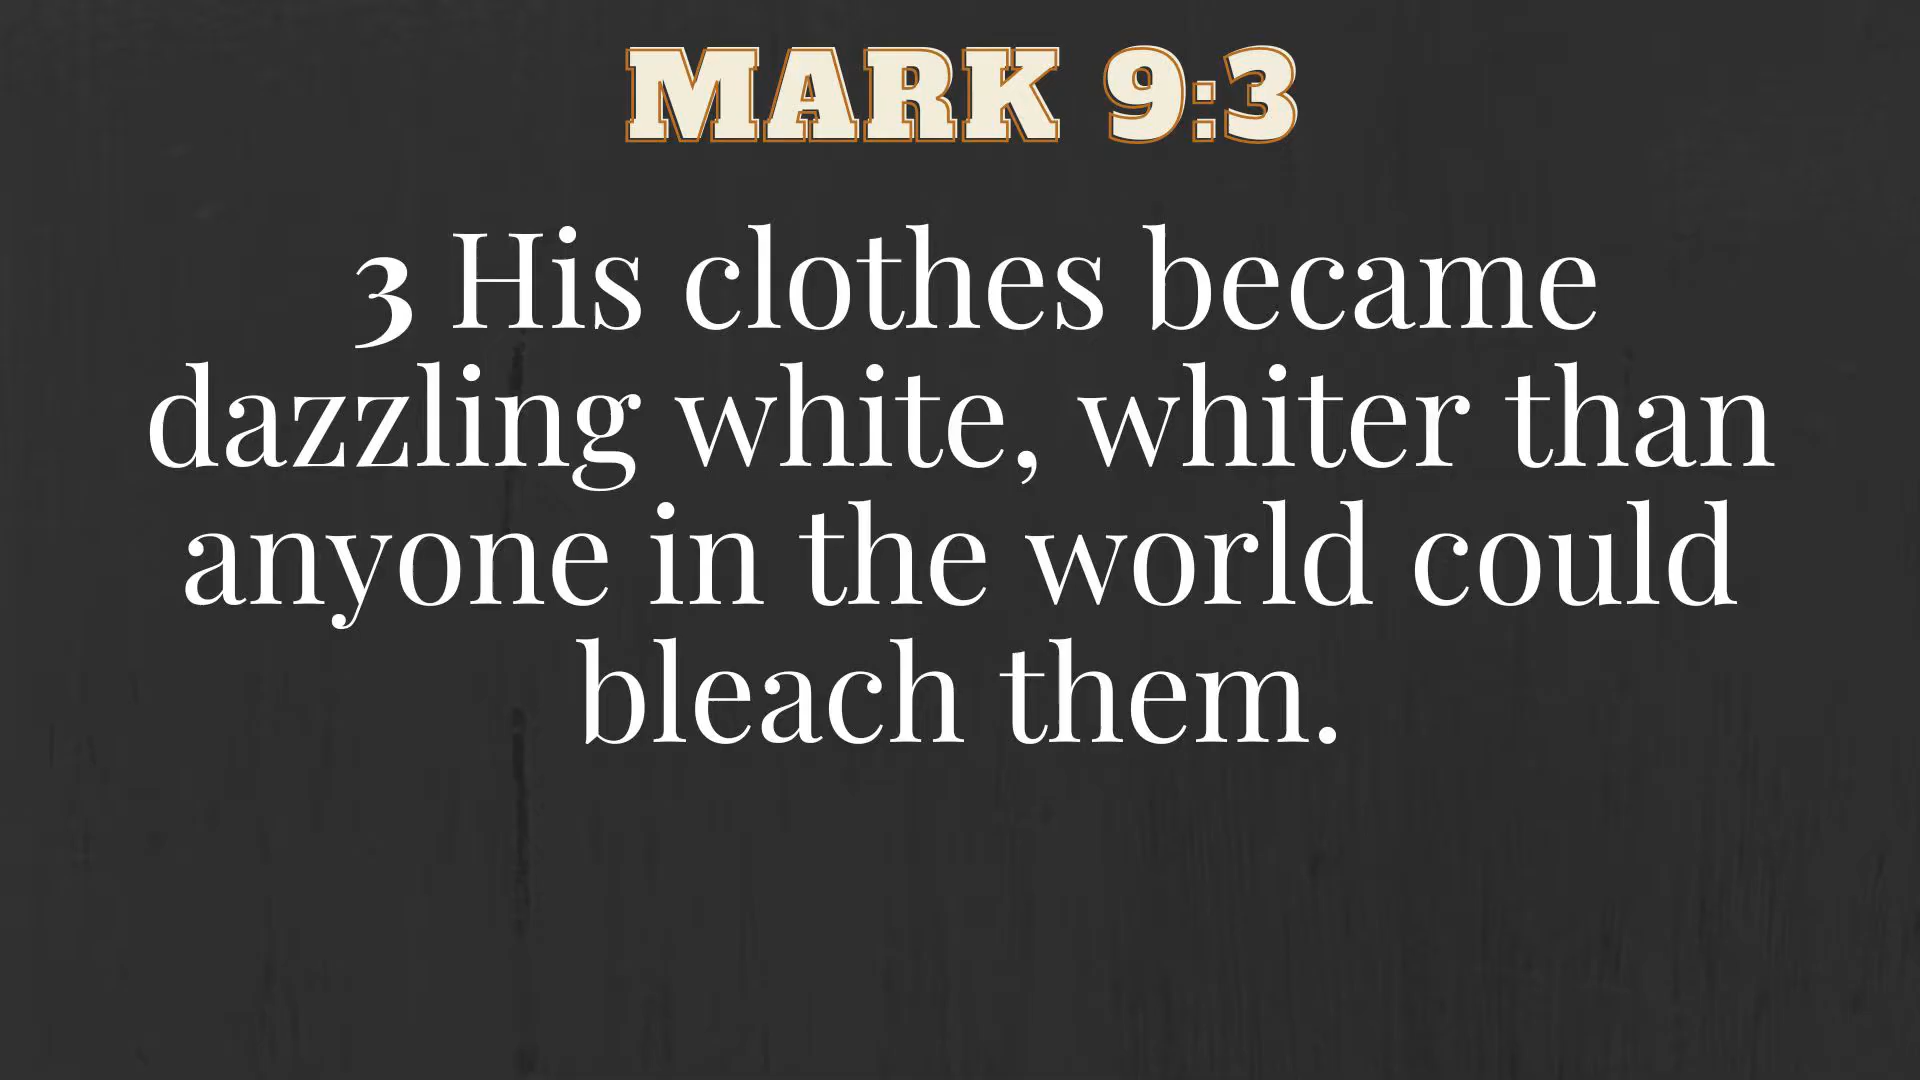 MARK 9:3
3 His clothes became
dazzling white, whiter than
anyone in the world could
bleach them.